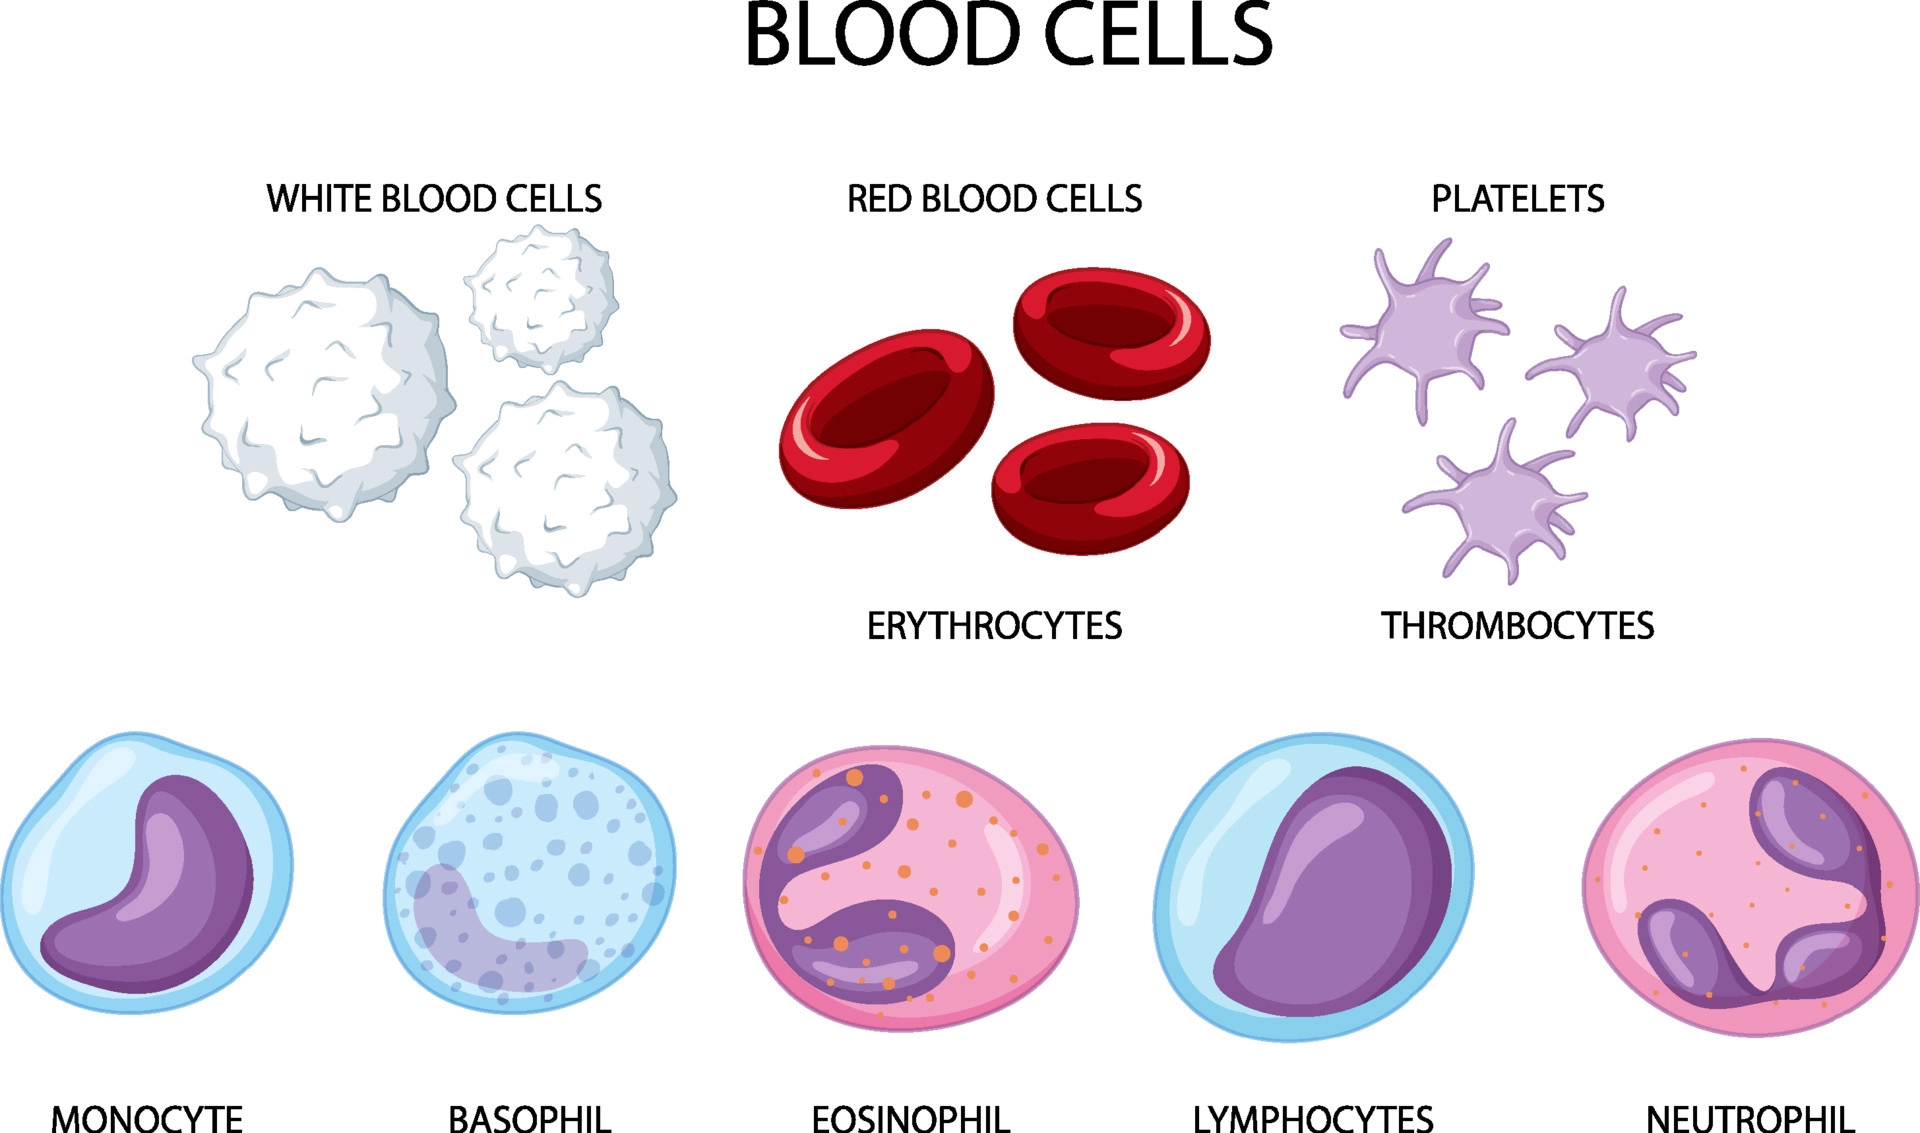 BLOOD CELLS
WHITE BLOOD CELLS
RED BLOOD CELLS
PLATELETS
ERYTHROCYTES
THROMBOCYTES
MONOCYTE
BASOPHIL
EOSINOPHIL
LYMPHOCYTES
NEUTROPHIL